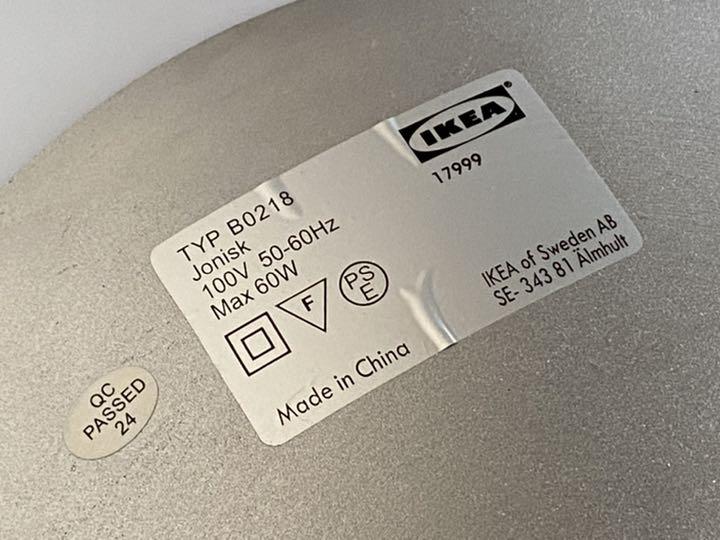 IKEA®
17999
TYP B0218
Jonisk
100V 50-60Hz
Max 60W
F
PS
E
IKEA of Sweden AB
SE- 343 81 Älmhult
Made in China
QC
PASSED
24